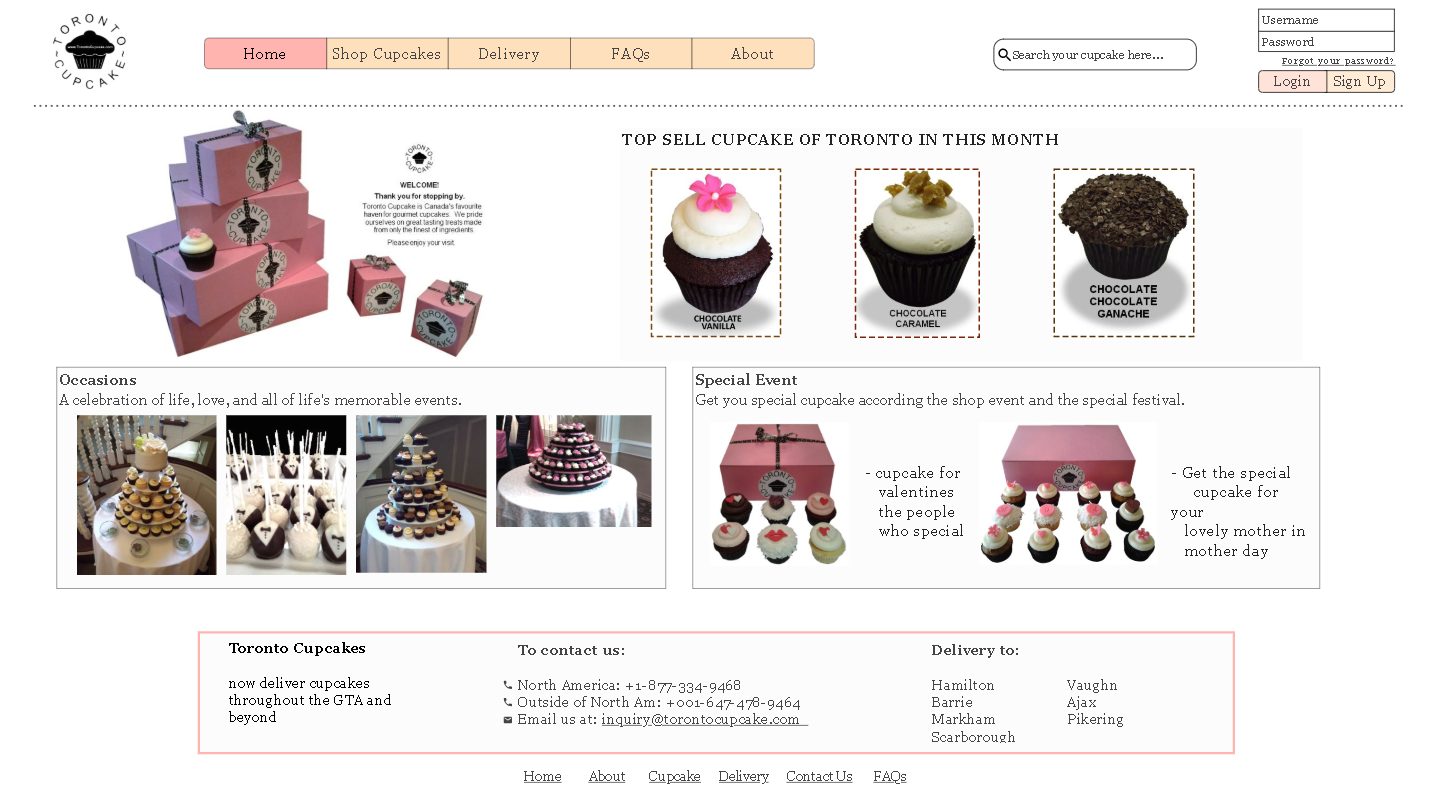 TORONTO
www.TorontoCupcake.com
CUPCAKE
Home
Shop Cupcakes
Delivery
FAQs
About
Search your cupcake here...
Username
Password
Forgot your password?
Login
Sign Up
TORONTO
CUPCAKE
WELCOME!
Thank you for stopping by.
Toronto Cupcake is Canada's favourite
haven for gourmet cupcakes. We pride
ourselves on great tasting treats made
from only the finest of ingredients
Please enjoy your visit
TOP SELL CUPCAKE OF TORONTO IN THIS MONTH
CHOCOLATE
VANILLA
CHOCOLATE
CARAMEL
CHOCOLATE
CHOCOLATE
GANACHE
Occasions
A celebration of life, love, and all of life's memorable events.
Special Event
Get you special cupcake according the shop event and the special festival.
- cupcake for
valentines
the people
who special
- Get the special
cupcake for
your
lovely mother in
mother day
Toronto Cupcakes
now deliver cupcakes
throughout the GTA and
beyond
To contact us:
North America: +1-877-334-9468
Outside of North Am: +001-647-478-9464
Email us at: inquiry@torontocupcake.com
Delivery to:
Hamilton
Barrie
Markham
Scarborough
Vaughn
Ajax
Pikering
Home
About
Cupcake
Delivery
Contact Us
FAQs